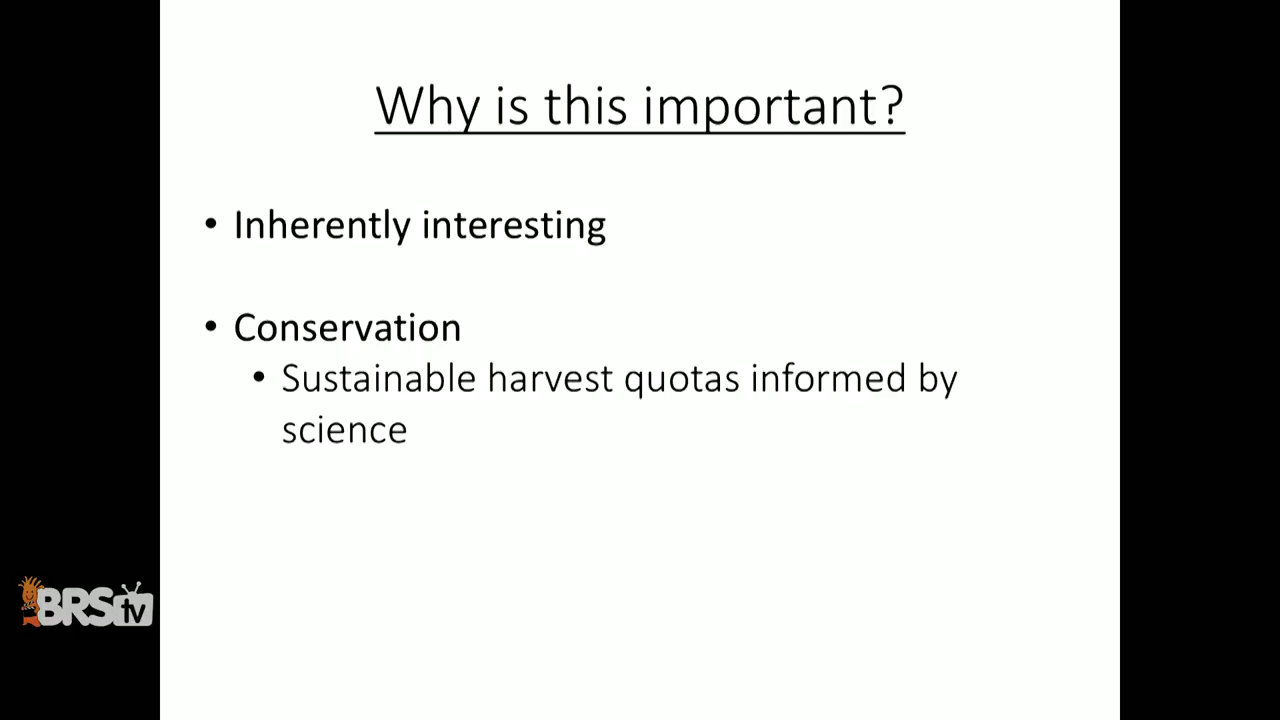 Why is this important?
• Inherently interesting
• Conservation
• Sustainable harvest quotas informed by
science
BRStv